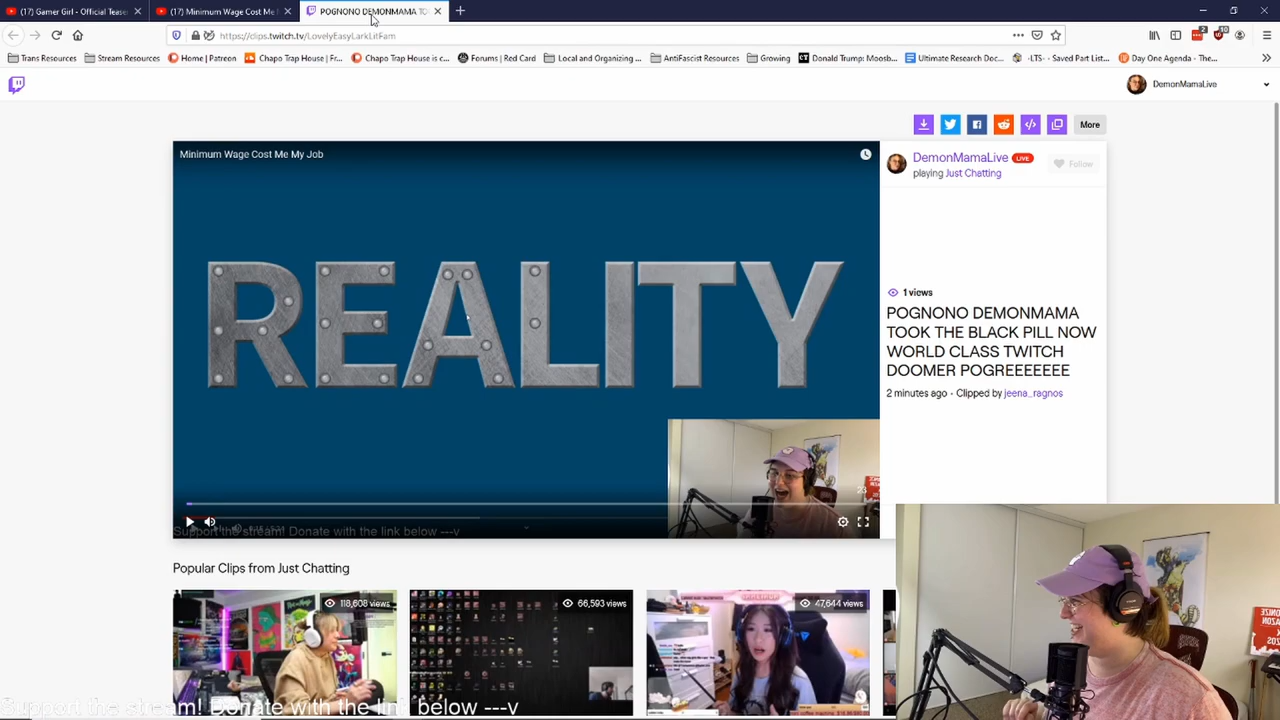 (17) Gamer Girl - Official Teaser
(17) Minimum Wage Cost Me
POGNONO DEMONMAMA TO
https://clips.twitch.tv/LovelyEasyLarkLitFam
Trans Resources
Stream Resources
Home | Patreon
Chapo Trap House | Fr...
Chapo Trap House is c...
Forums | Red Card
Local and Organizing ...
AntiFascist Resources
Growing
Donald Trump: Moosb...
Ultimate Research Doc...
-LTS- - Saved Part List...
Day One Agenda - The...
DemonMamaLive
More
Minimum Wage Cost Me My Job
REALITY
DemonMamaLive LIVE
Follow
playing Just Chatting
1 views
POGNONO DEMONMAMA
TOOK THE BLACK PILL NOW
WORLD CLASS TWITCH
DOOMER POGREEEEEEE
2 minutes ago - Clipped by jeena_ragnos
Support the stream! Donate with the link below ---v
Popular Clips from Just Chatting
118,608 views
66,593 views
47,644 views
Support the stream! Donate with the link below ---v